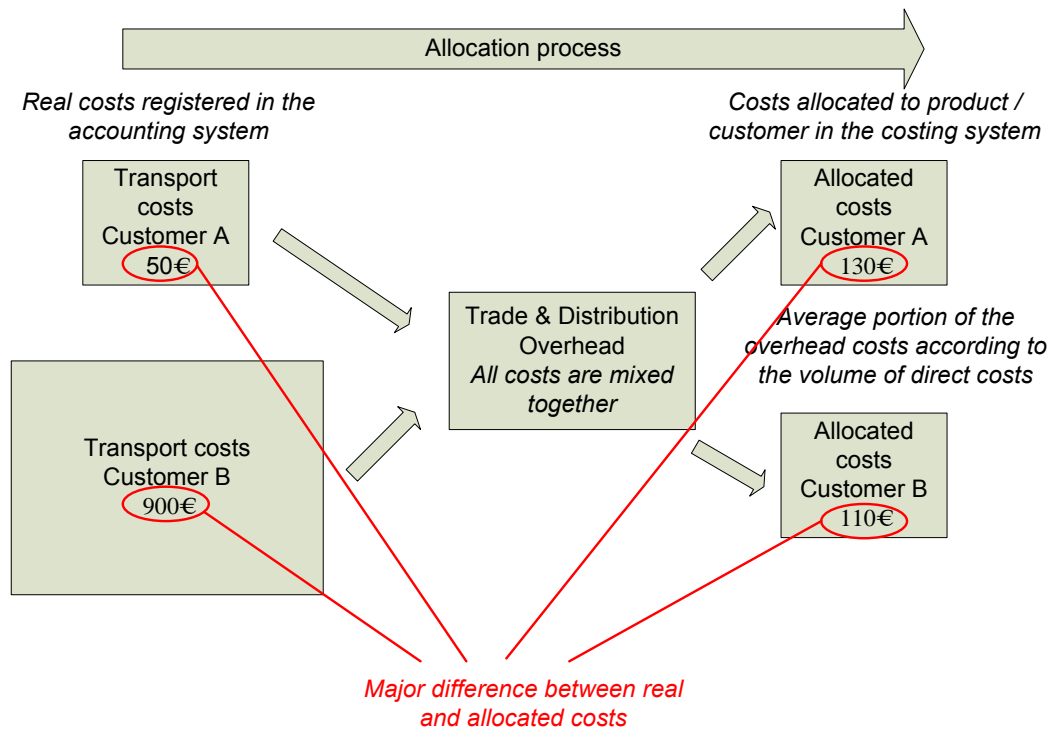 Allocation process
Real costs registered in the
accounting system
Costs allocated to product /
customer in the costing system
Transport
costs
Customer A
50€
Allocated
costs
Customer A
130€
Trade & Distribution
Overhead
All costs are mixed
together
Average portion of the
overhead costs according to
the volume of direct costs
Transport costs
Customer B
900€
Allocated
costs
Customer B
110€
Major difference between real
and allocated costs